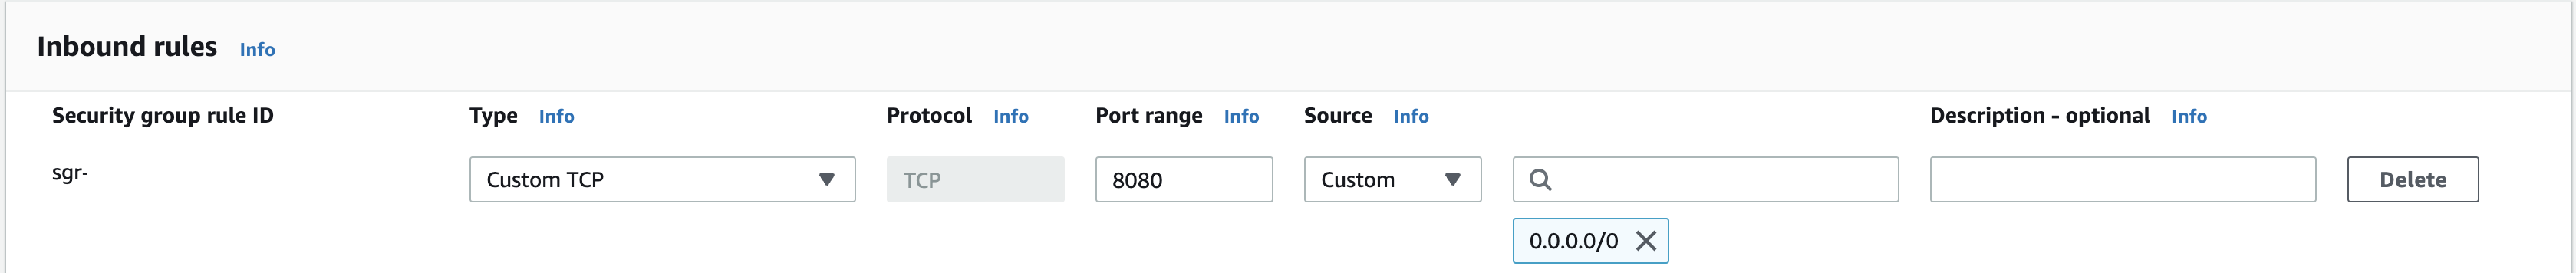 Inbound rules Info
Security group rule ID Type Info Protocol Info Port range Info Source Info Description - optional Info
sgr- Custom TCP TCP 8080 Custom Delete
0.0.0.0/0